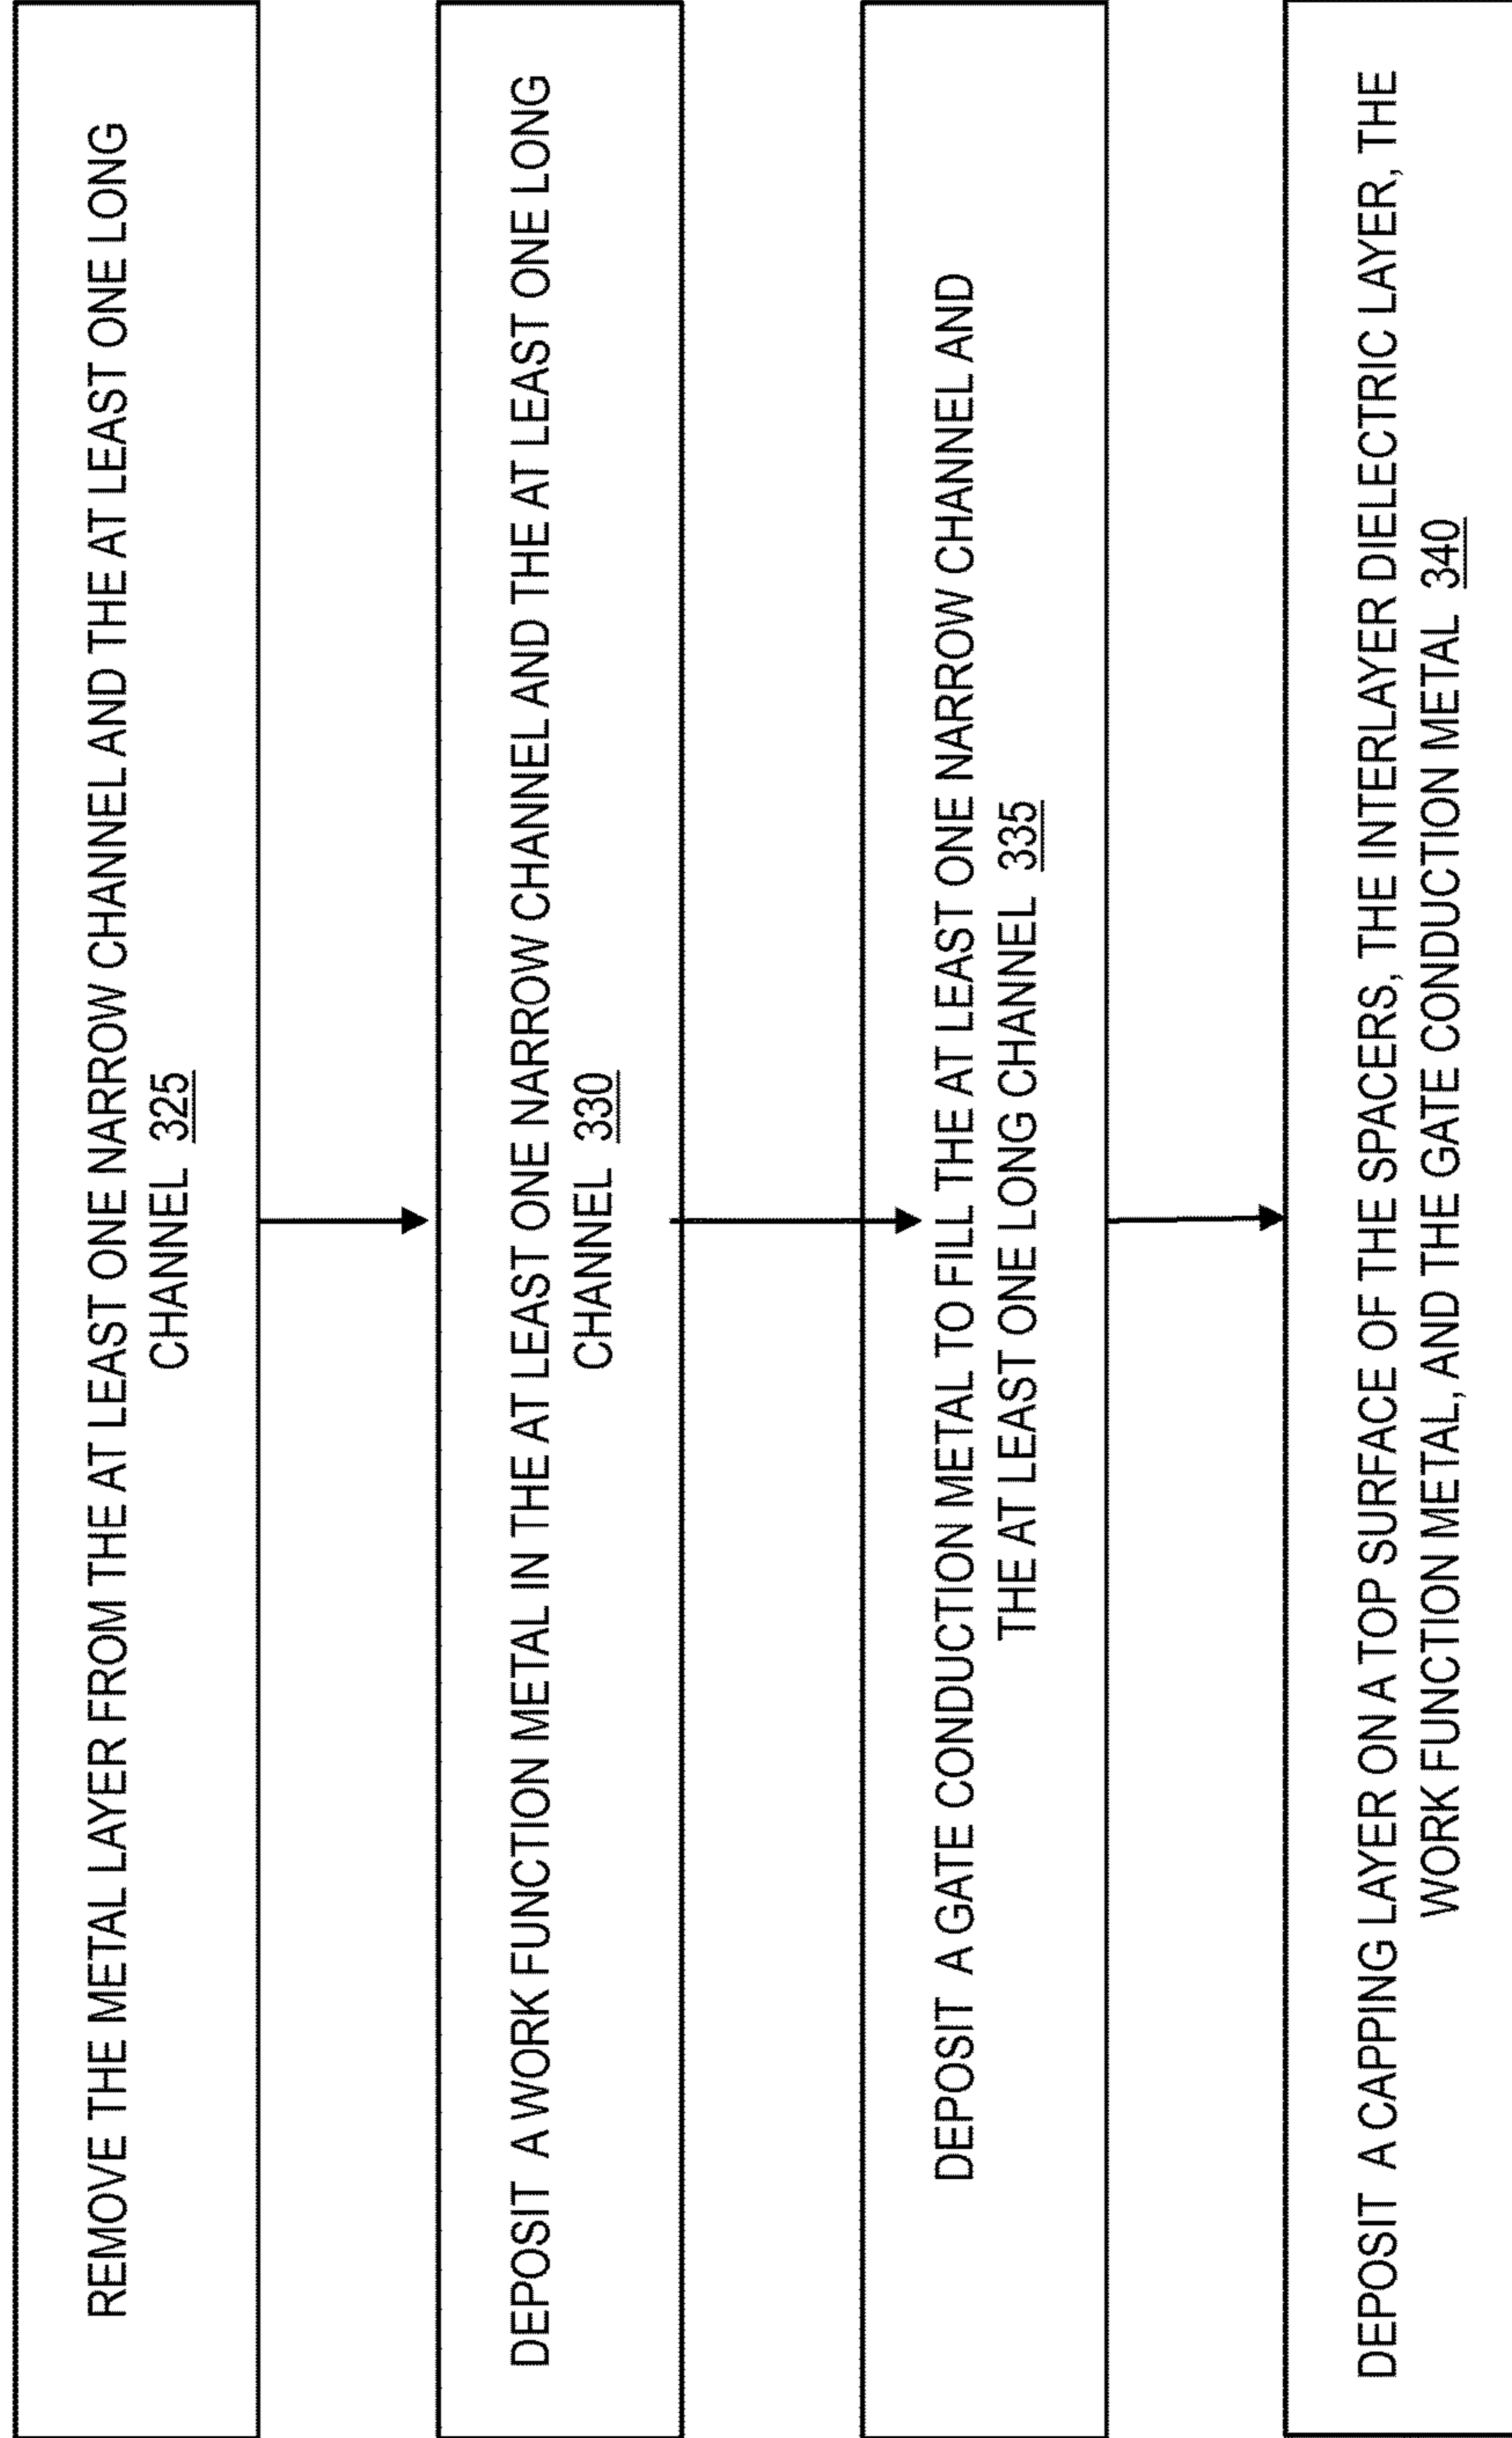 REMOVE THE METAL LAYER FROM THE AT LEAST ONE NARROW CHANNEL AND THE AT LEAST ONE LONG
CHANNEL 325
DEPOSIT A WORK FUNCTION METAL IN THE AT LEAST ONE NARROW CHANNEL AND THE AT LEAST ONE LONG
CHANNEL 330
DEPOSIT A GATE CONDUCTION METAL TO FILL THE AT LEAST ONE NARROW CHANNEL AND
THE AT LEAST ONE LONG CHANNEL 335
DEPOSIT A CAPPING LAYER ON A TOP SURFACE OF THE SPACERS, THE INTERLAYER DIELECTRIC LAYER, THE
WORK FUNCTION METAL, AND THE GATE CONDUCTION METAL 340